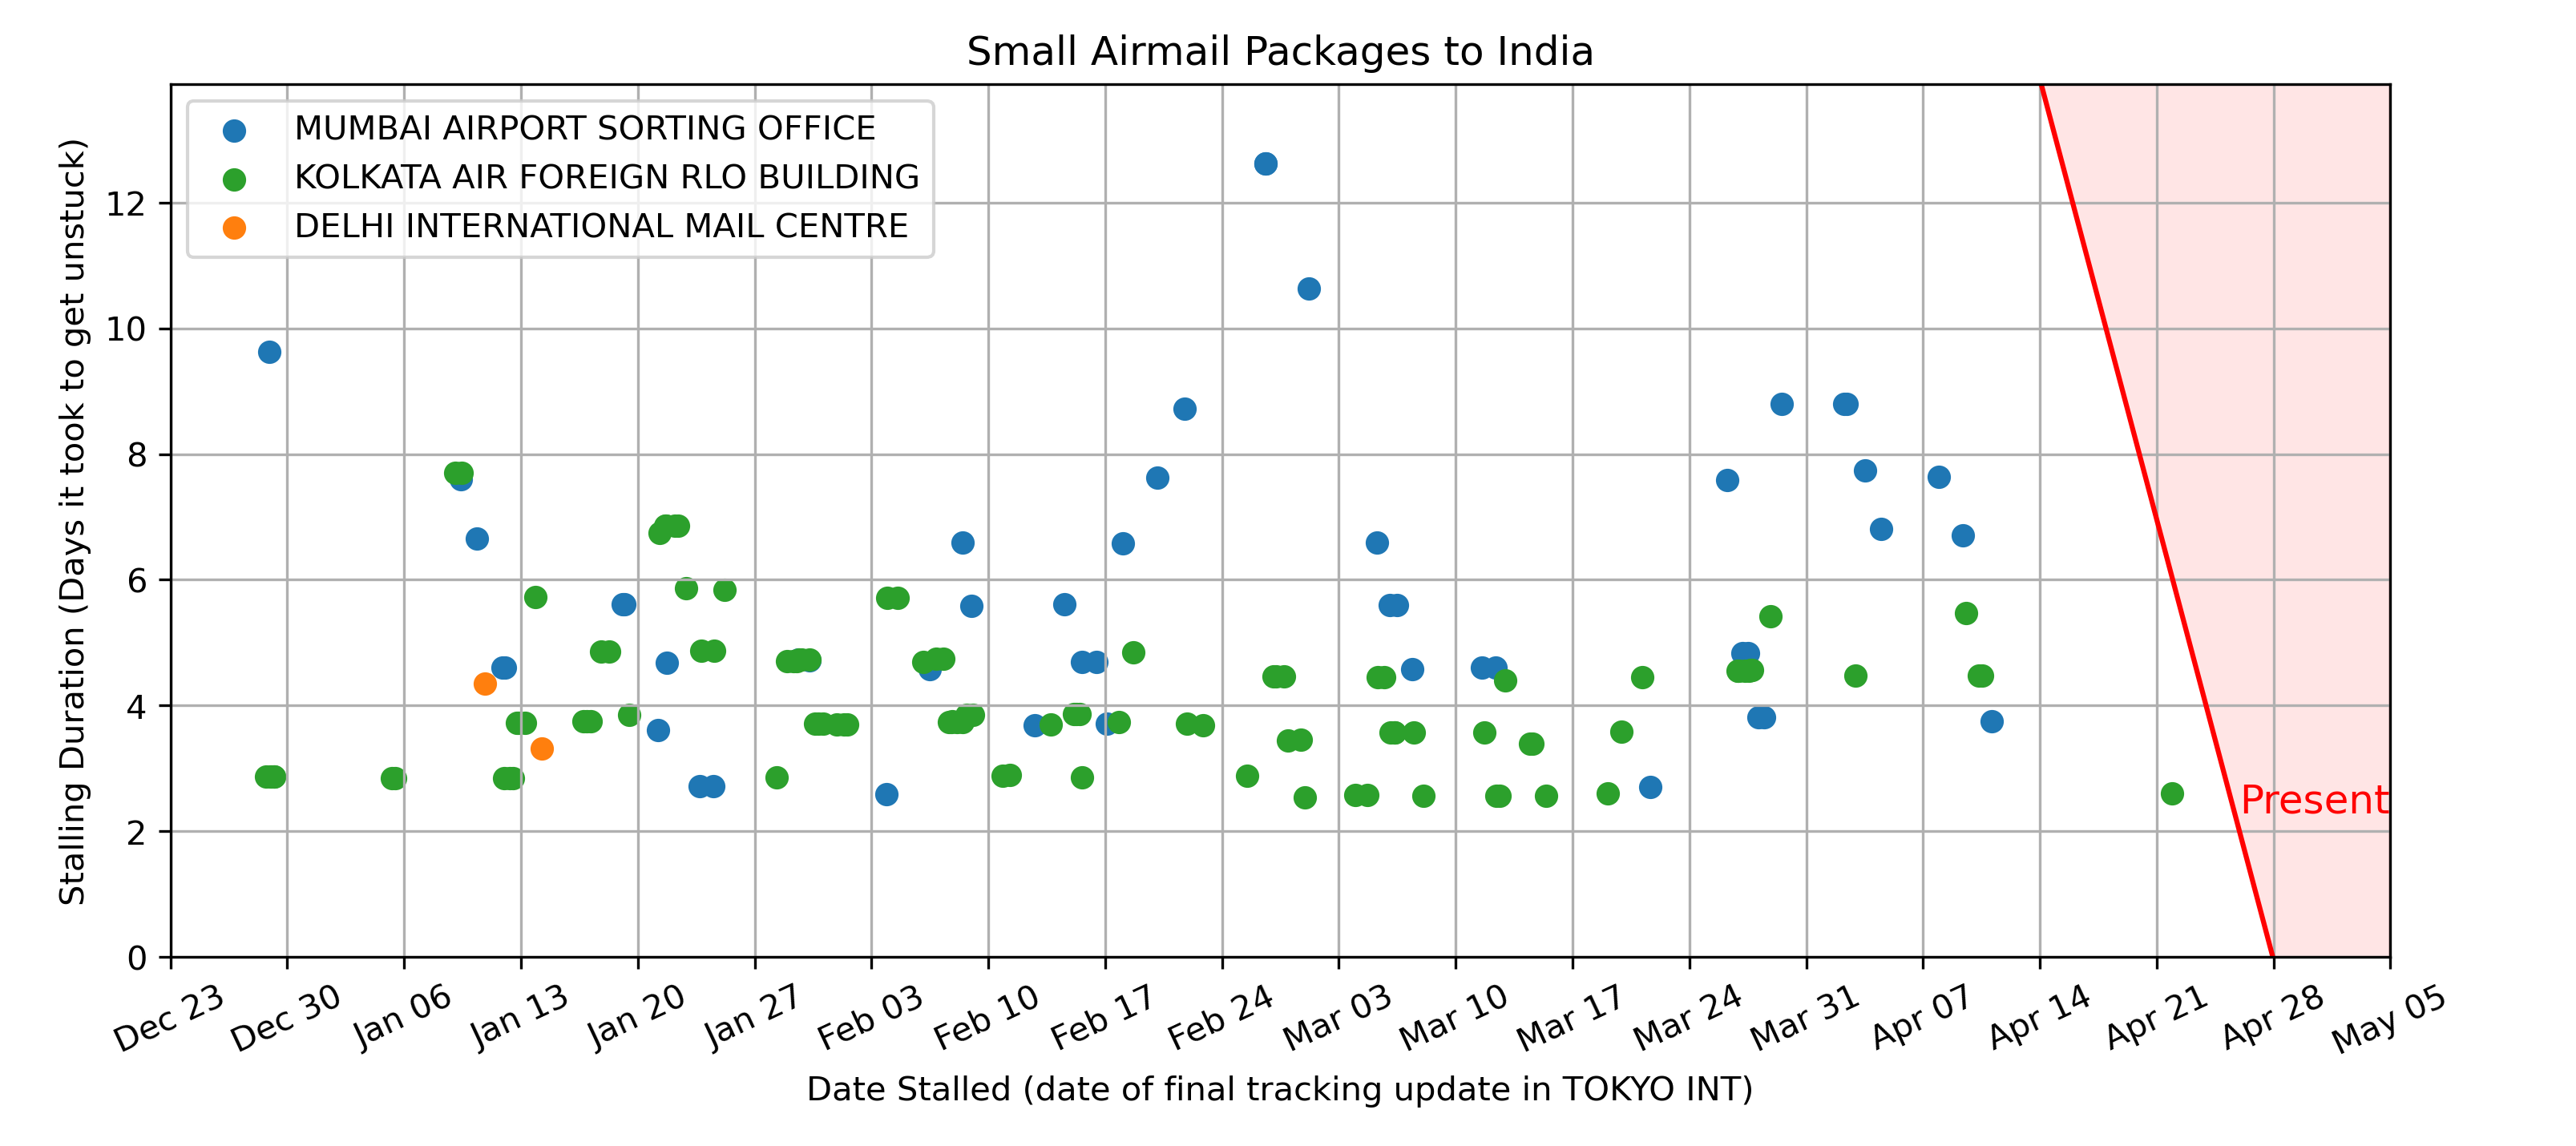 Small Airmail Packages to India
MUMBAI AIRPORT SORTING OFFICE
KOLKATA AIR FOREIGN RLO BUILDING
DELHI INTERNATIONAL MAIL CENTRE
Stalling Duration (Days it took to get unstuck)
12
10
8
6
4
2
0
Present
Dec 23
Dec 30
Jan 06
Jan 13
Jan 20
Jan 27
Feb 03
Feb 10
Feb 17
Feb 24
Mar 03
Mar 10
Mar 17
Mar 24
Mar 31
Apr 07
Apr 14
Apr 21
Apr 28
May 05
Date Stalled (date of final tracking update in TOKYO INT)